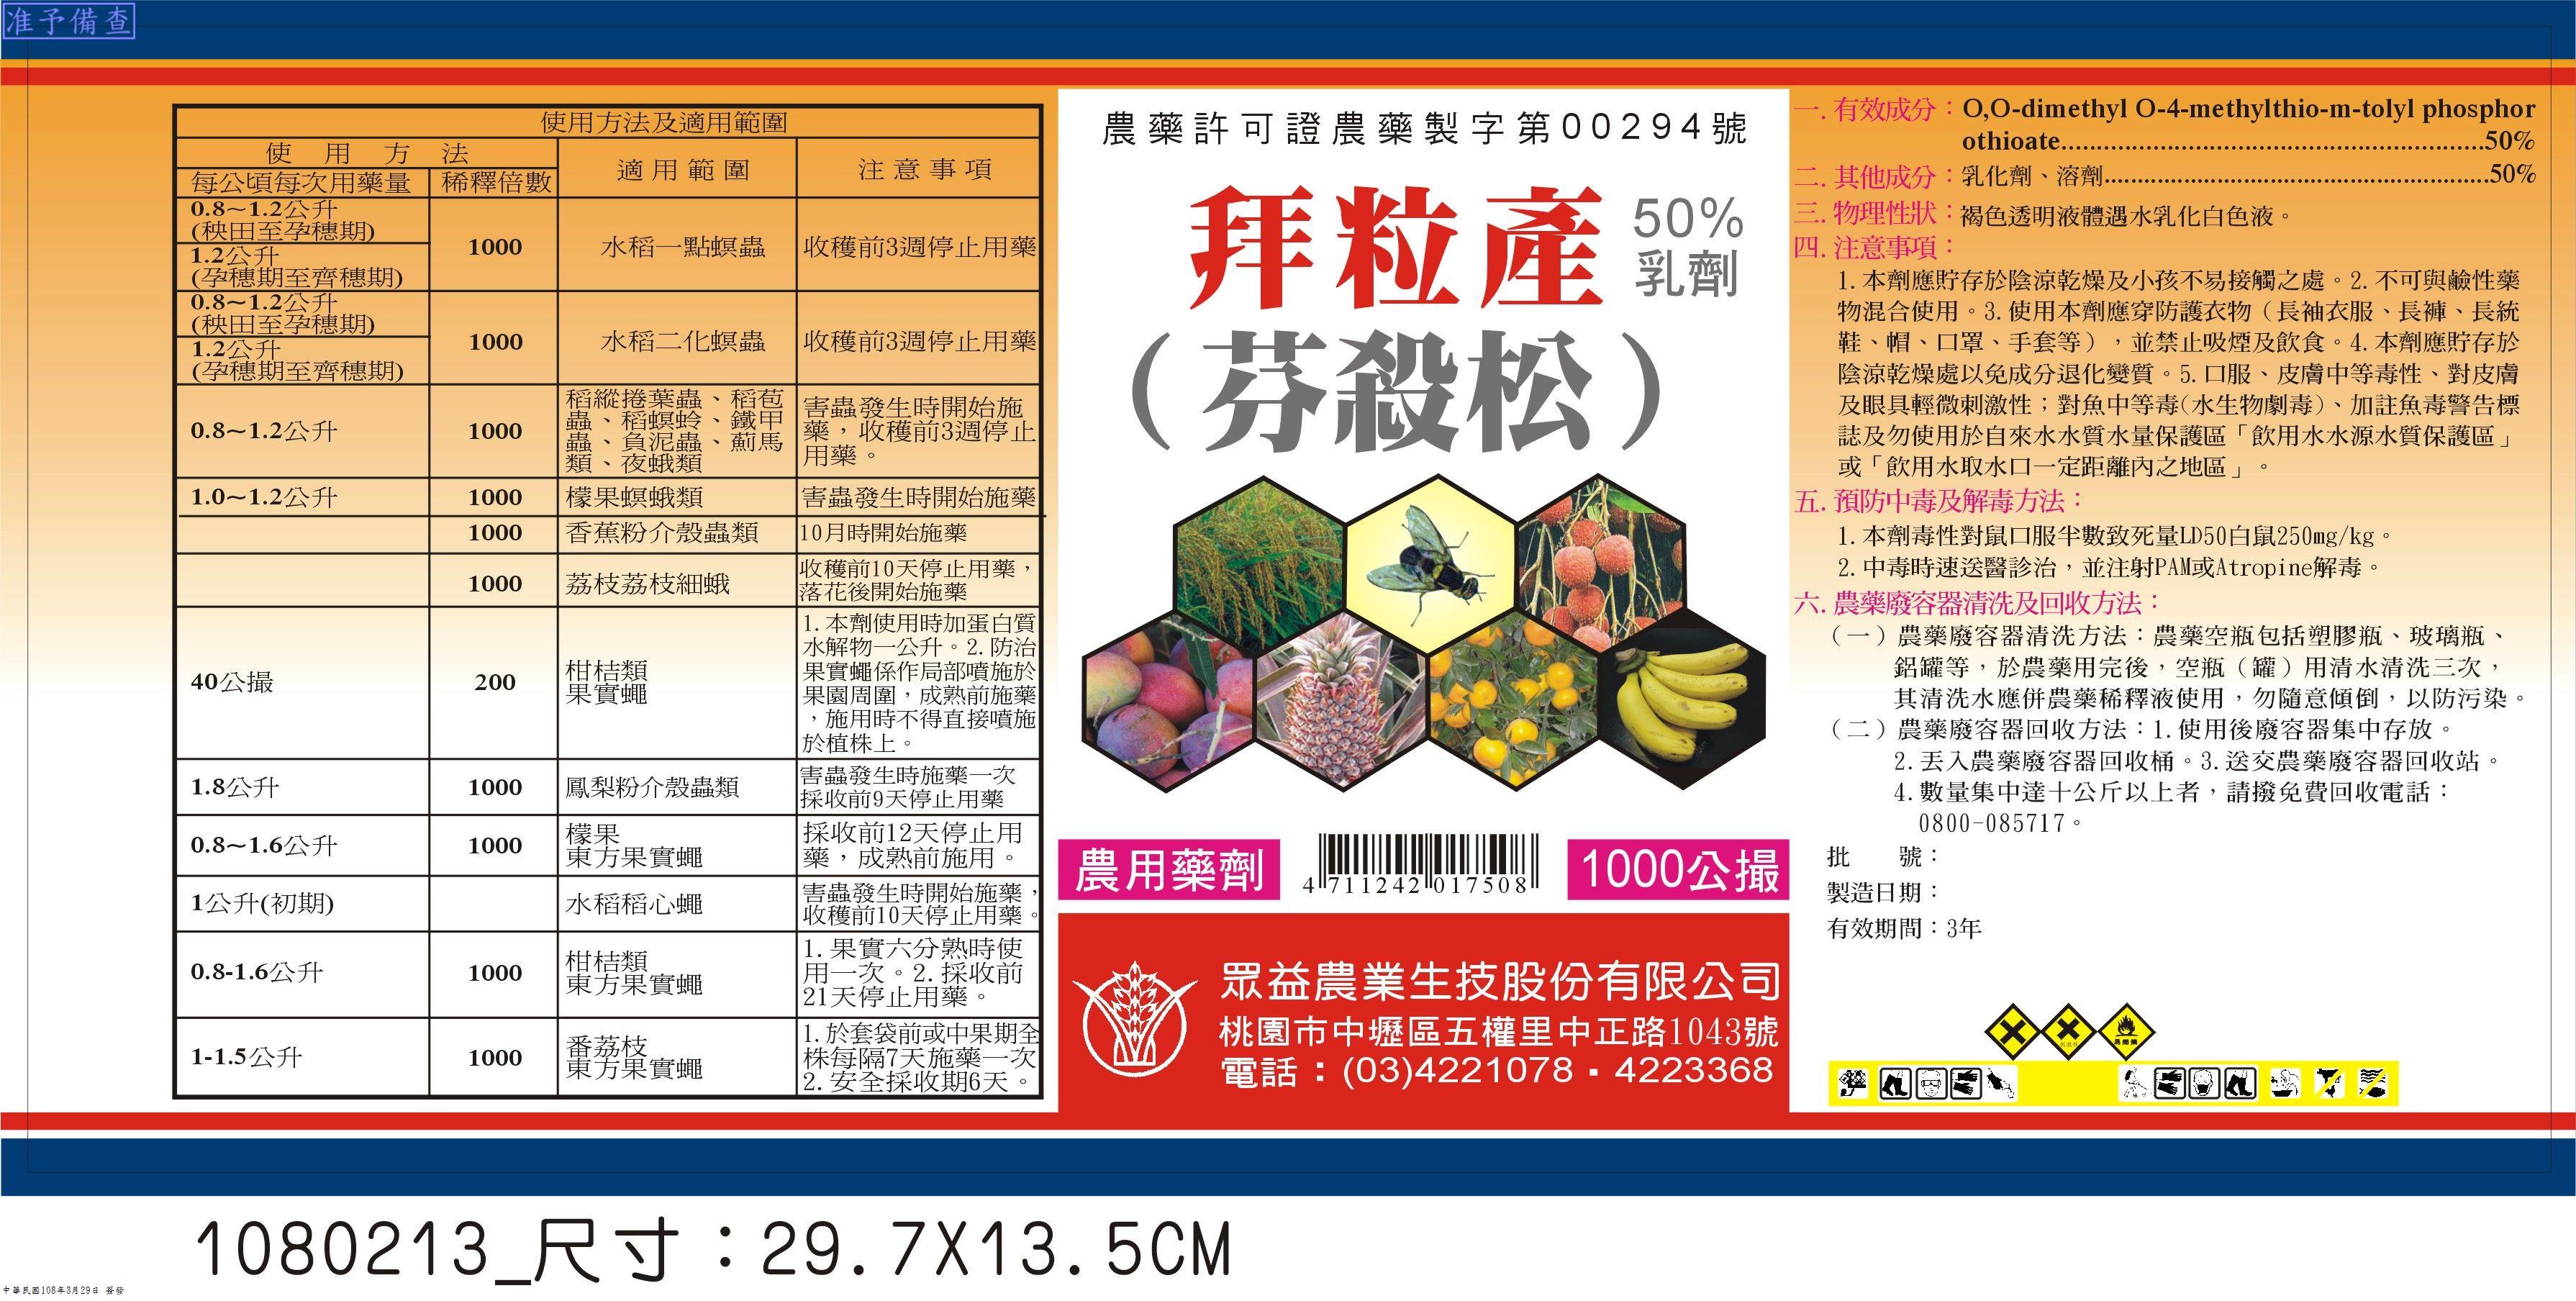 准予備查
使用方法及適用範圍
使用方法
適用範圍
注意事項
每公頃每次用藥量
稀釋倍數
0.8~1.2公升
(秧田至孕穗期)
1.2公升
(孕穗期至齊穗期)
1000
水稻一點螟蟲
收穫前3週停止用藥
0.8~1.2公升
(秧田至孕穗期)
1.2公升
(孕穗期至齊穗期)
1000
水稻二化螟蟲
收穫前3週停止用藥
0.8~1.2公升
1000
稻縱捲葉蟲、稻苞
蟲、稻螟蛉、鐵甲
蟲、負泥蟲、薊馬
類、夜蛾類
害蟲發生時開始施
藥，收穫前3週停止
用藥。
1.0~1.2公升
1000
檬果螟蛾類
害蟲發生時開始施藥
1000
香蕉粉介殼蟲類
10月時開始施藥
1000
荔枝荔枝細蛾
收穫前10天停止用藥，
落花後開始施藥
40公撮
200
柑桔類
果實蠅
1.本劑使用時加蛋白質
水解物一公升。2.防治
果實蠅係作局部噴施於
果園周圍，成熟前施藥
，施用時不得直接噴施
於植株上。
1.8公升
1000
鳳梨粉介殼蟲類
害蟲發生時施藥一次
採收前9天停止用藥
0.8~1.6公升
1000
檬果
東方果實蠅
採收前12天停止用
藥，成熟前施用。
1公升(初期)
水稻稻心蠅
害蟲發生時開始施藥，
收穫前10天停止用藥。
0.8-1.6公升
1000
柑桔類
東方果實蠅
1.果實六分熟時使
用一次。2.採收前
21天停止用藥。
1-1.5公升
1000
番荔枝
東方果實蠅
1.於套袋前或中果期全
株每隔7天施藥一次
2.安全採收期6天。
農藥許可證農藥製字第00294號
拜粒產
50%
乳劑
(芬殺松)
農用藥劑
4 711242 017508
1000公撮
眾益農業生技股份有限公司
桃園市中壢區五權里中正路1043號
電話：(03)4221078・4223368
一.有效成分：O,O-dimethyl O-4-methylthio-m-tolyl phosphor
othioate............................................................50%
二.其他成分：乳化劑、溶劑............................................................50%
三.物理性狀：褐色透明液體遇水乳化白色液。
四.注意事項：
1.本劑應貯存於陰涼乾燥及小孩不易接觸之處。2.不可與鹼性藥
物混合使用。3.使用本劑應穿防護衣物（長袖衣服、長褲、長統
鞋、帽、口罩、手套等），並禁止吸煙及飲食。4.本劑應貯存於
陰涼乾燥處以免成分退化變質。5.口服、皮膚中等毒性、對皮膚
及眼具輕微刺激性；對魚中等毒(水生物劇毒)、加註魚毒警告標
誌及勿使用於自來水水質水量保護區「飲用水水源水質保護區」
或「飲用水取水口一定距離內之地區」。
五.預防中毒及解毒方法：
1.本劑毒性對鼠口服半數致死量LD50白鼠250mg/kg。
2.中毒時速送醫診治，並注射PAM或Atropine解毒。
六.農藥廢容器清洗及回收方法：
（一）農藥廢容器清洗方法：農藥空瓶包括塑膠瓶、玻璃瓶、
鋁罐等，於農藥用完後，空瓶（罐）用清水清洗三次，
其清洗水應併農藥稀釋液使用，勿隨意傾倒，以防污染。
（二）農藥廢容器回收方法：1.使用後廢容器集中存放。
2.丟入農藥廢容器回收桶。3.送交農藥廢容器回收站。
4.數量集中達十公斤以上者，請撥免費回收電話：
0800-085717。
批　　號：
製造日期：
有效期間：3年
1080213_尺寸：29.7X13.5CM
中華民國108年3月29日 簽發